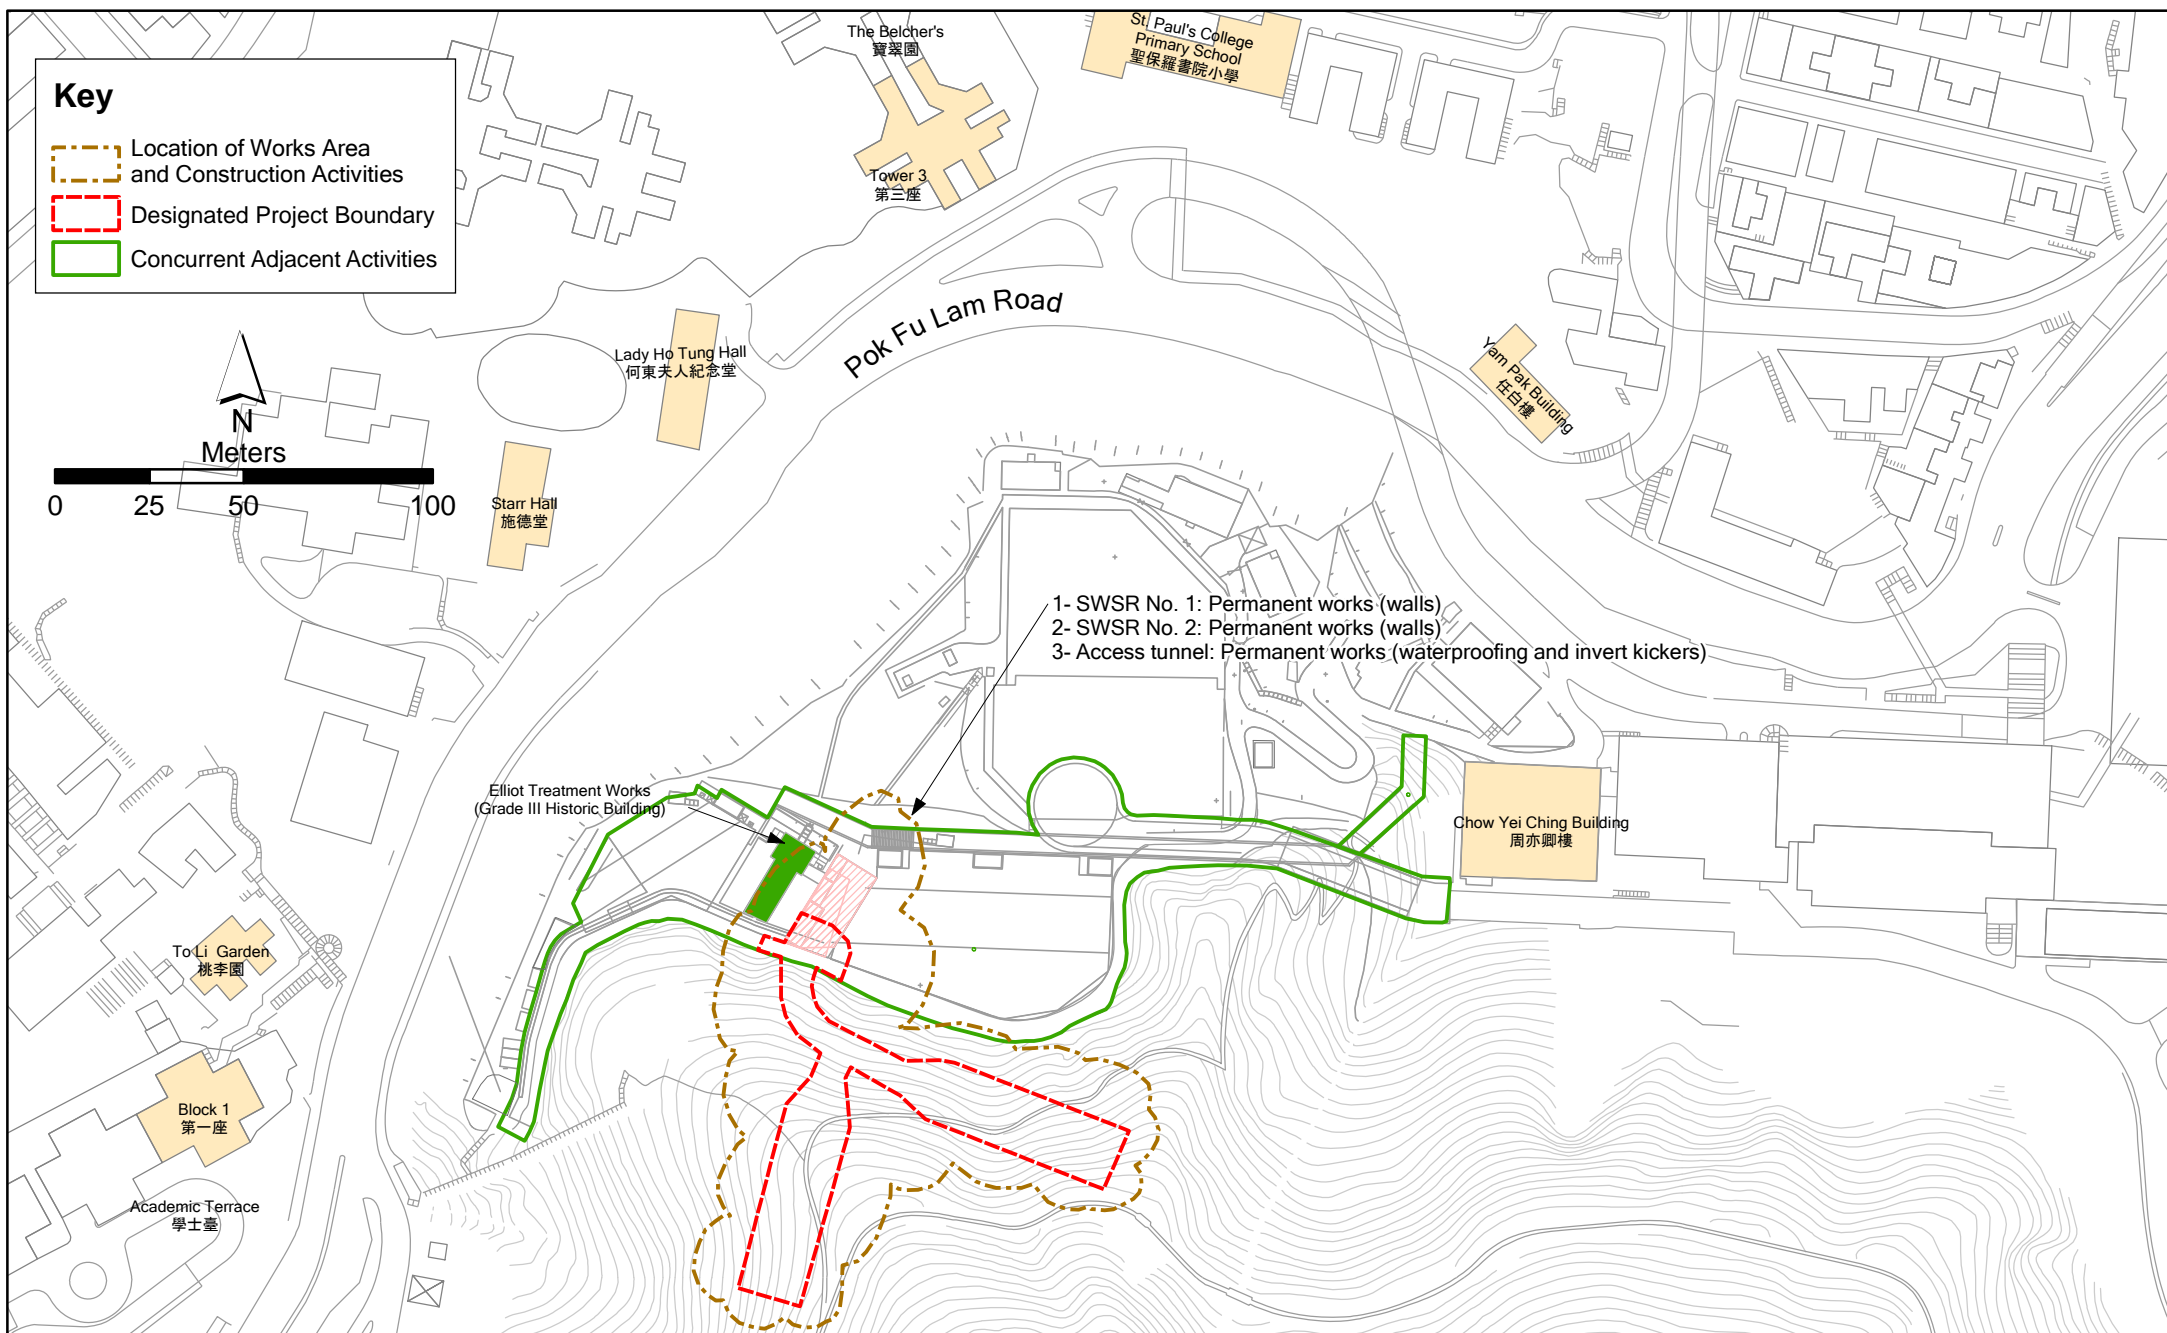 The Belcher's
寶翠園
St. Paul's College
Primary School
聖保羅書院小學
Key
Location of Works Area
and Construction Activities
Designated Project Boundary
Concurrent Adjacent Activities
Tower 3
第三座
Pok Fu Lam Road
Lady Ho Tung Hall
何東夫人紀念堂
Yam Pak Building
任白樓
N
Meters
0 25 50 100
Starr Hall
施德堂
1- SWSR No. 1: Permanent works (walls)
2- SWSR No. 2: Permanent works (walls)
3- Access tunnel: Permanent works (waterproofing and invert kickers)
Elliot Treatment Works
(Grade III Historic Building)
Chow Yei Ching Building
周亦卿樓
To Li Garden
桃李園
Block 1
第一座
Academic Terrace
學士臺